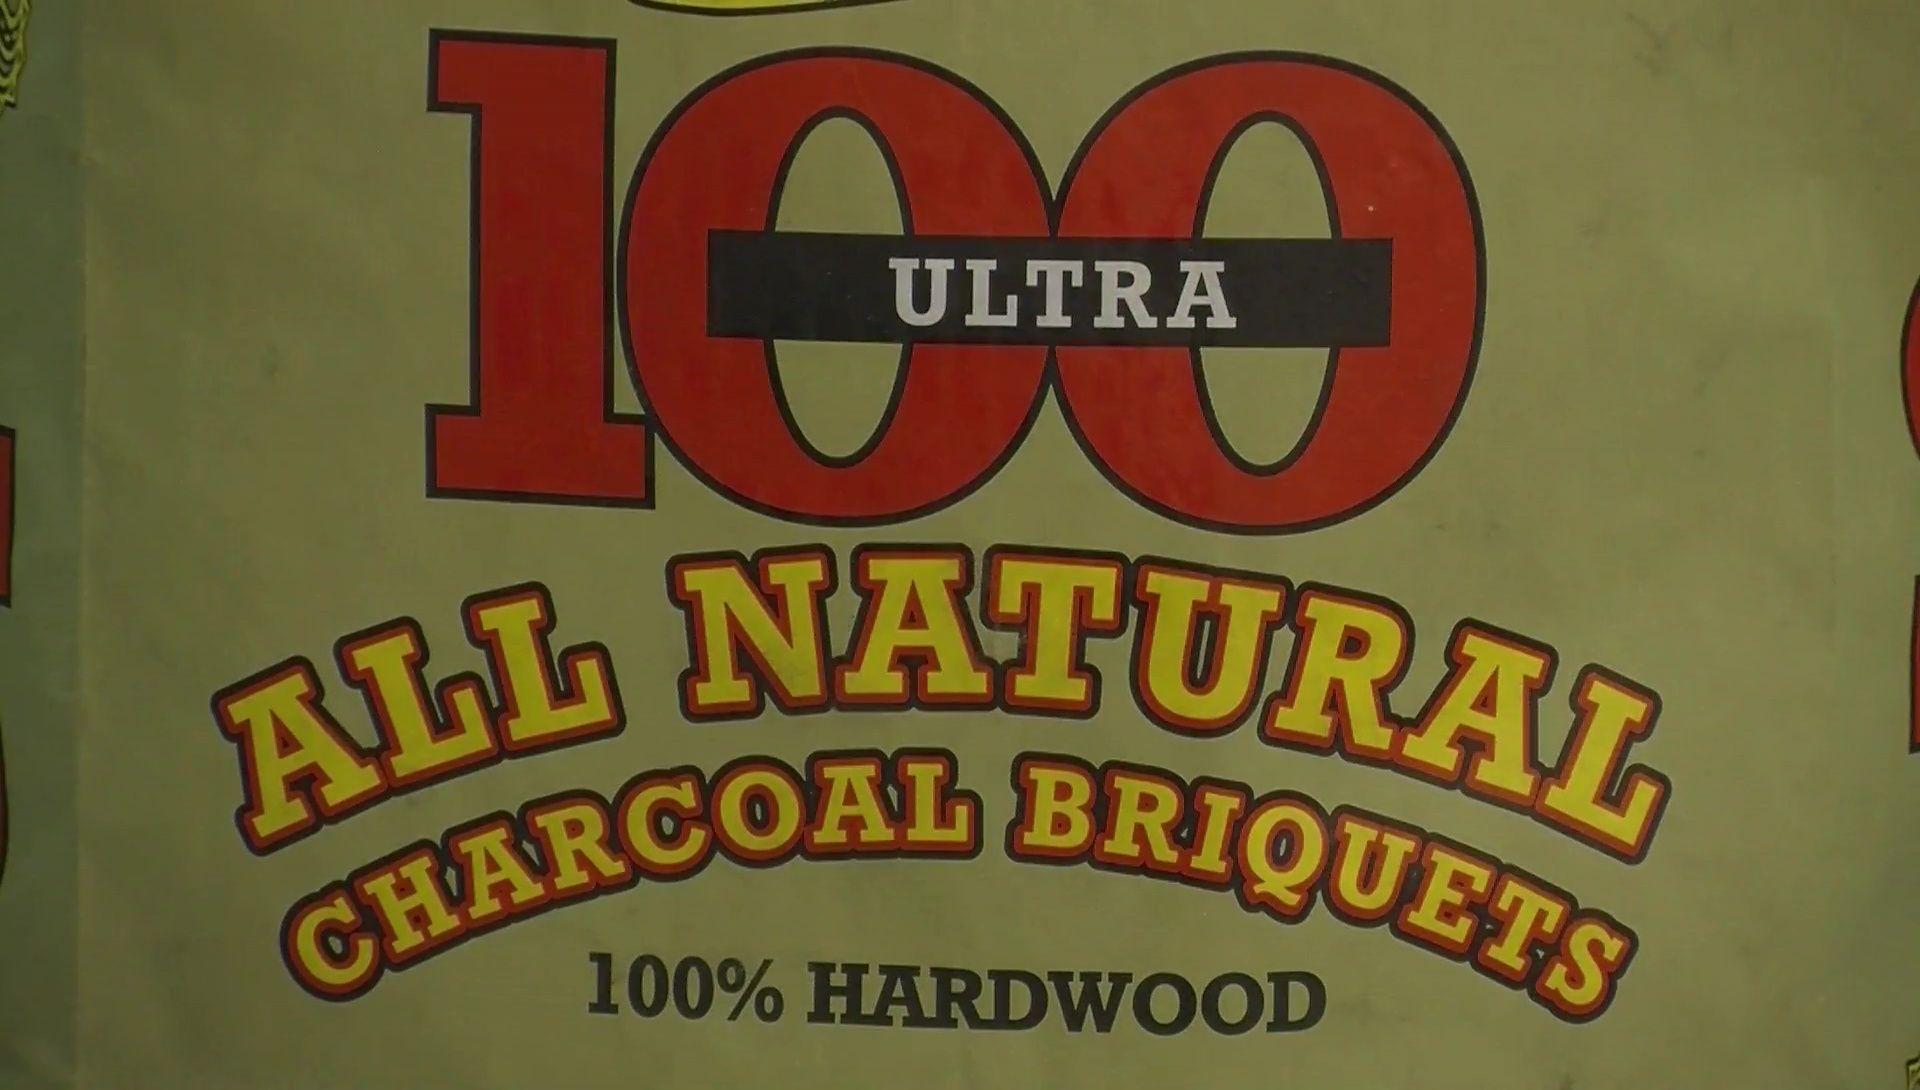 100
ULTRA
ALL NATURAL
CHARCOAL BRIQUETS
100% HARDWOOD